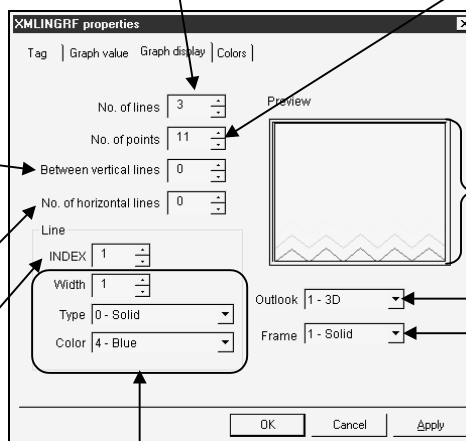 XMLINGRF properties
Tag Graph value Graph display Colors
No. of lines 3
Preview
No. of points 11
Between vertical lines 0
No. of horizontal lines 0
Line
INDEX 1
Width 1
Outlook 1 - 3D
Type 0 - Solid
Frame 1 - Solid
Color 4 - Blue
OK Cancel Apply